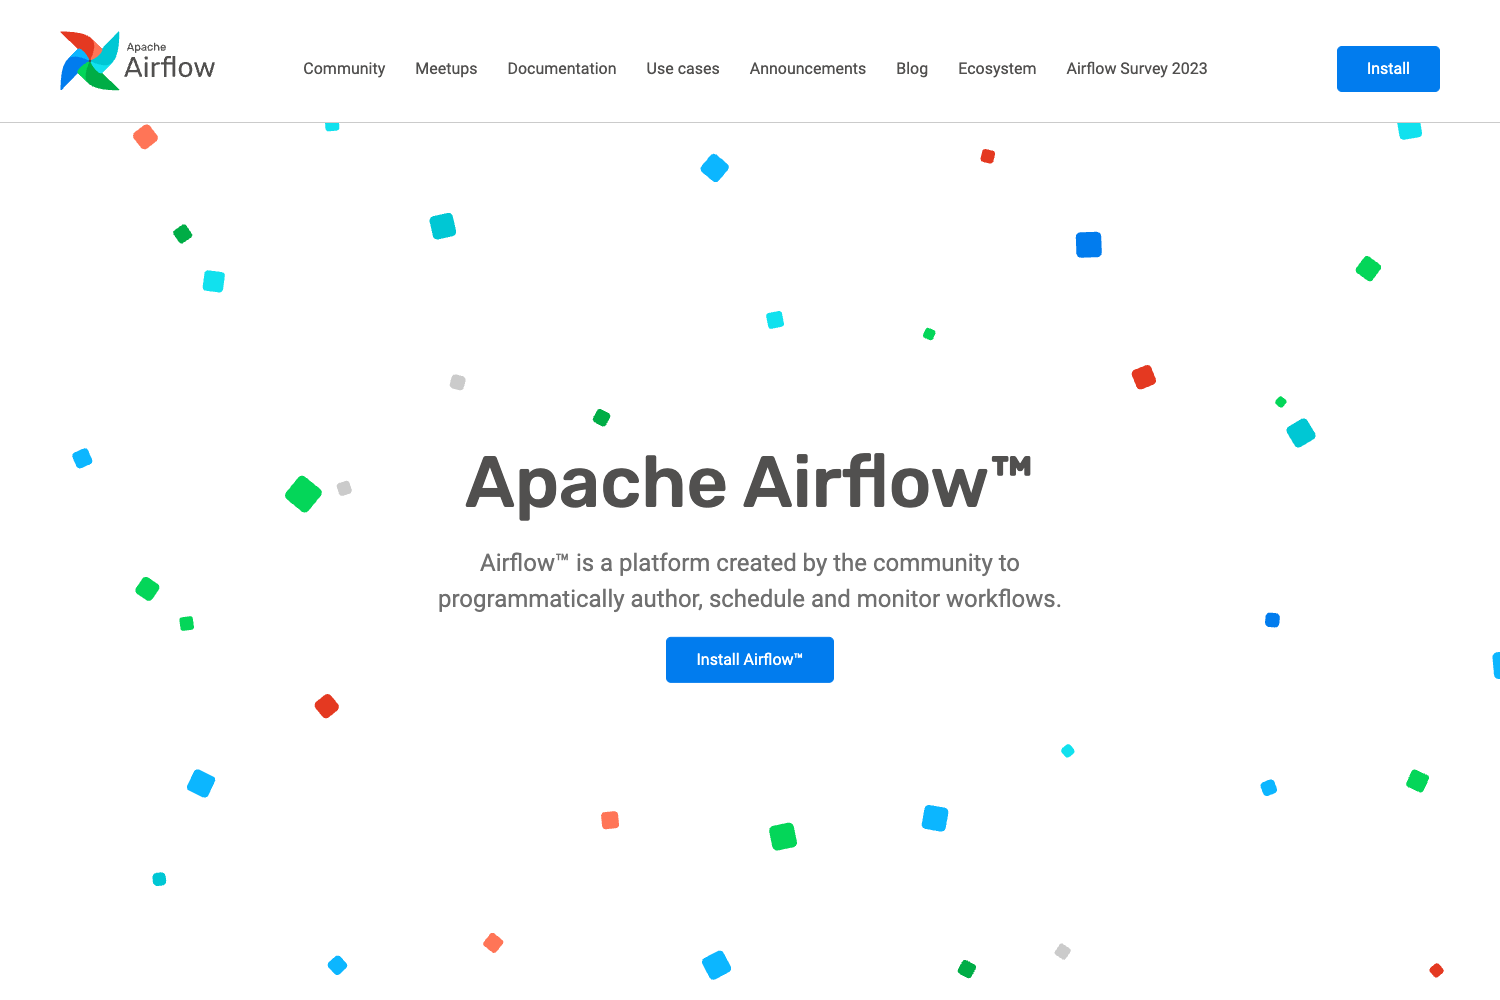 Apache
Airflow
Community Meetups Documentation Use cases Announcements Blog Ecosystem Airflow Survey 2023
Install
Apache Airflow™
Airflow™ is a platform created by the community to
programmatically author, schedule and monitor workflows.
Install Airflow™